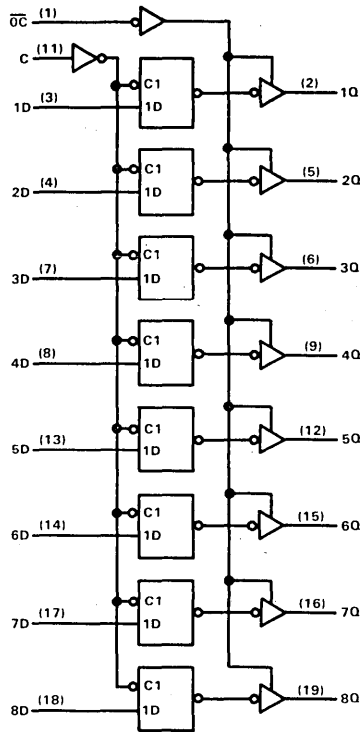 O̅C̅ (1)
C (11)
C1 (2) 1Q
1D (3) 1D
C1 (5) 2Q
2D (4) 1D
C1 (6) 3Q
3D (7) 1D
C1 (9) 4Q
4D (8) 1D
C1 (12) 5Q
5D (13) 1D
C1 (15) 6Q
6D (14) 1D
C1 (16) 7Q
7D (17) 1D
C1 (19) 8Q
8D (18) 1D